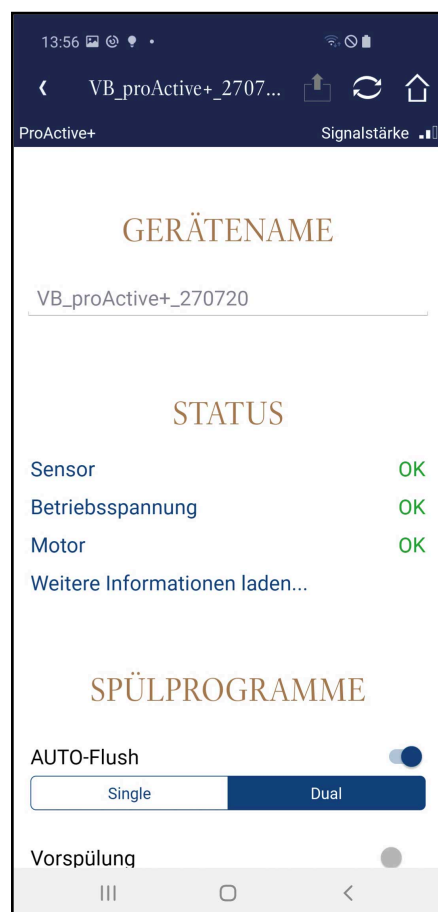 13:56
VB_proActive+_2707...
ProActive+ Signalstärke
GERÄTENAME
VB_proActive+_270720
STATUS
Sensor OK
Betriebsspannung OK
Motor OK
Weitere Informationen laden...
SPÜLPROGRAMME
AUTO-Flush
Single Dual
Vorspülung